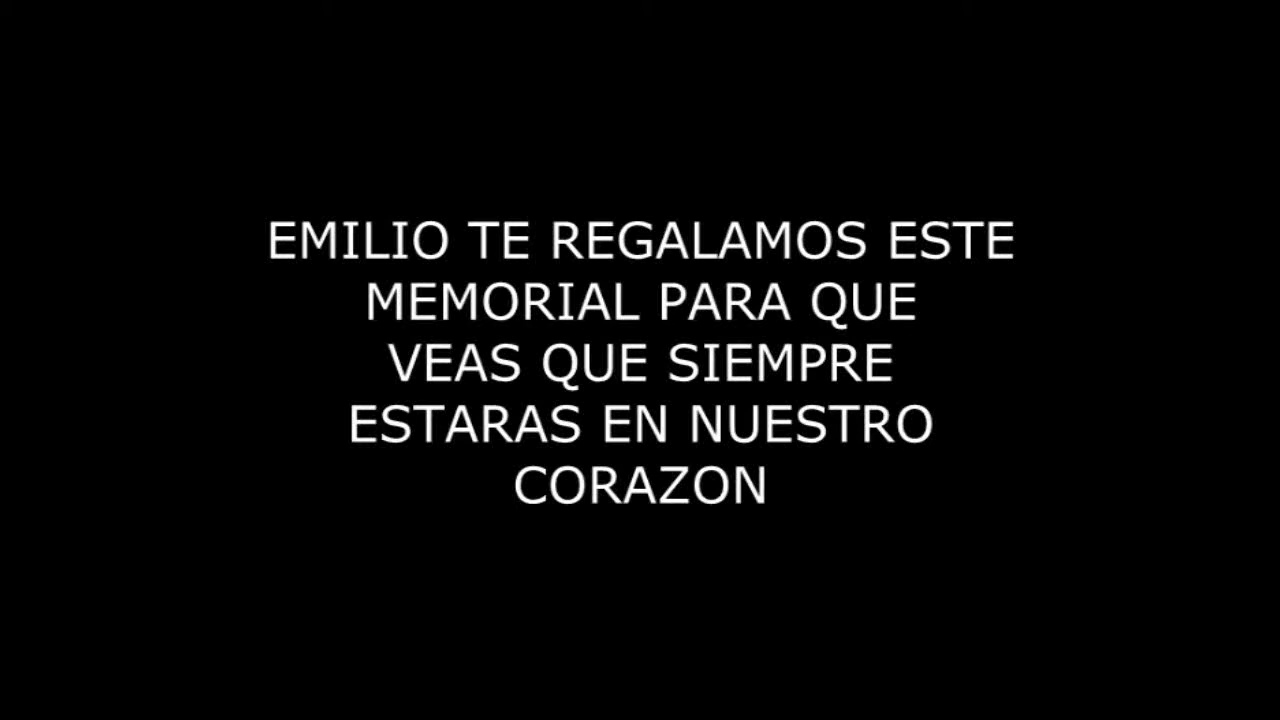 EMILIO TE REGALAMOS ESTE
MEMORIAL PARA QUE
VEAS QUE SIEMPRE
ESTARAS EN NUESTRO
CORAZON